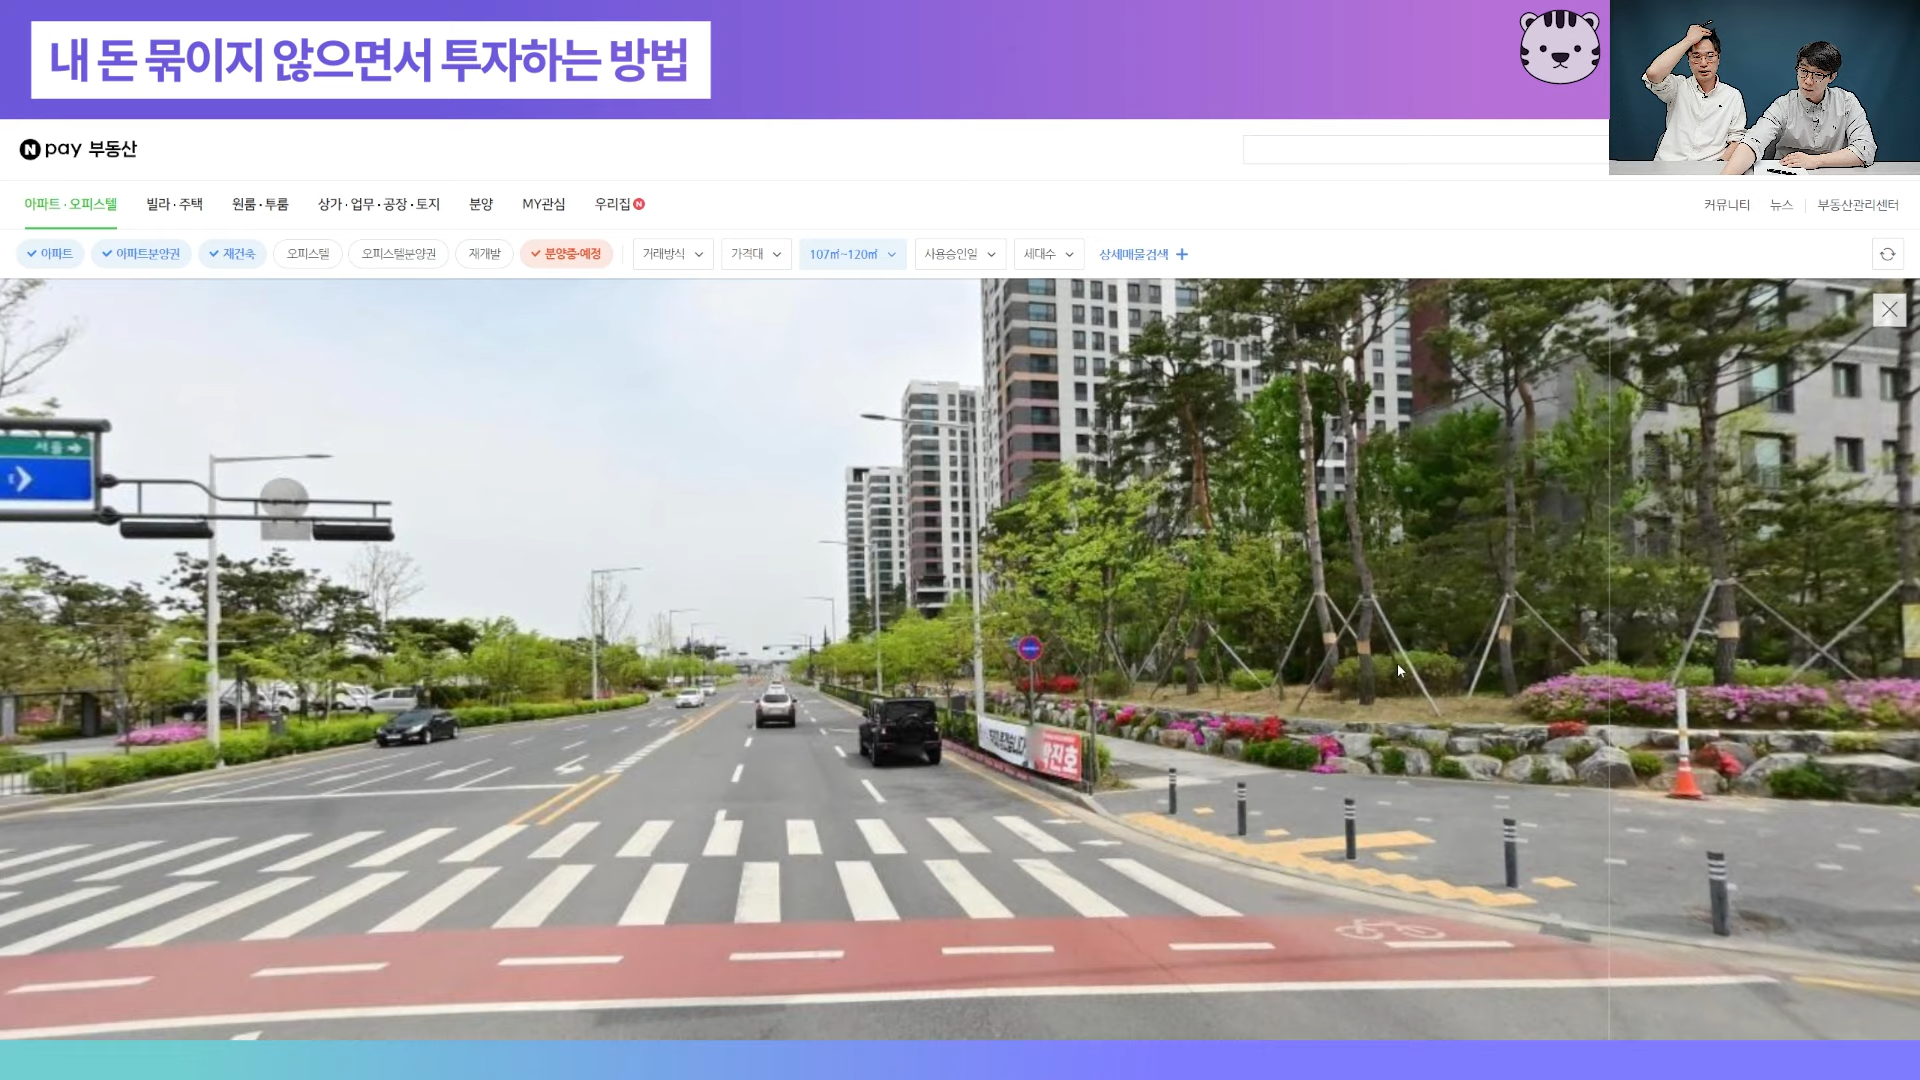 내 돈 묶이지 않으면서 투자하는 방법
N pay 부동산
아파트·오피스텔 빌라·주택 원룸·투룸 상가·업무·공장·토지 분양 MY관심 우리집 N
커뮤니티 뉴스 부동산관리센터
아파트 아파트분양권 재건축 오피스텔 오피스텔분양권 재개발 분양중·예정 거래방식 가격대 107㎡~120㎡ 사용승인일 세대수 상세매물검색
서울
박진호